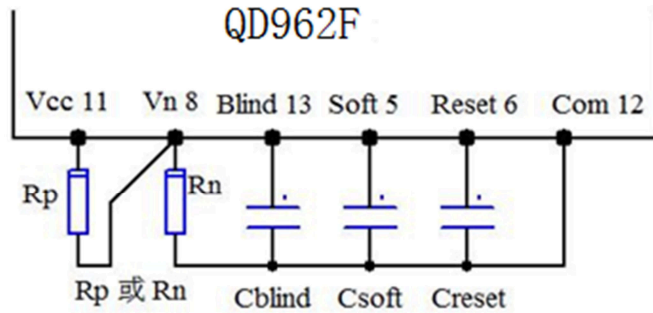 QD962F
Vcc 11 Vn 8 Blind 13 Soft 5 Reset 6 Com 12
Rp Rn
Rp 或 Rn Cblind Csoft Creset